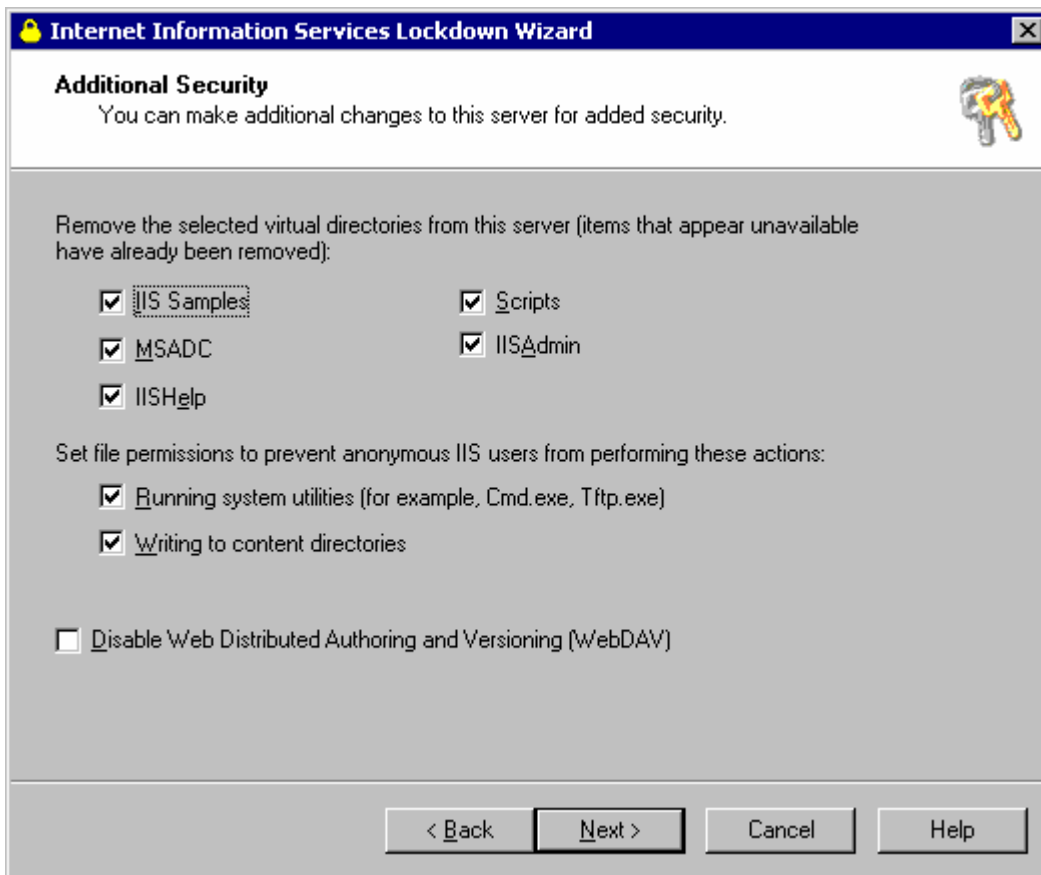 Internet Information Services Lockdown Wizard
Additional Security
You can make additional changes to this server for added security.
Remove the selected virtual directories from this server (items that appear unavailable
have already been removed):
IIS Samples
Scripts
MSADC
IISAdmin
IISHelp
Set file permissions to prevent anonymous IIS users from performing these actions:
Running system utilities (for example, Cmd.exe, Tftp.exe)
Writing to content directories
Disable Web Distributed Authoring and Versioning (WebDAV)
< Back
Next >
Cancel
Help